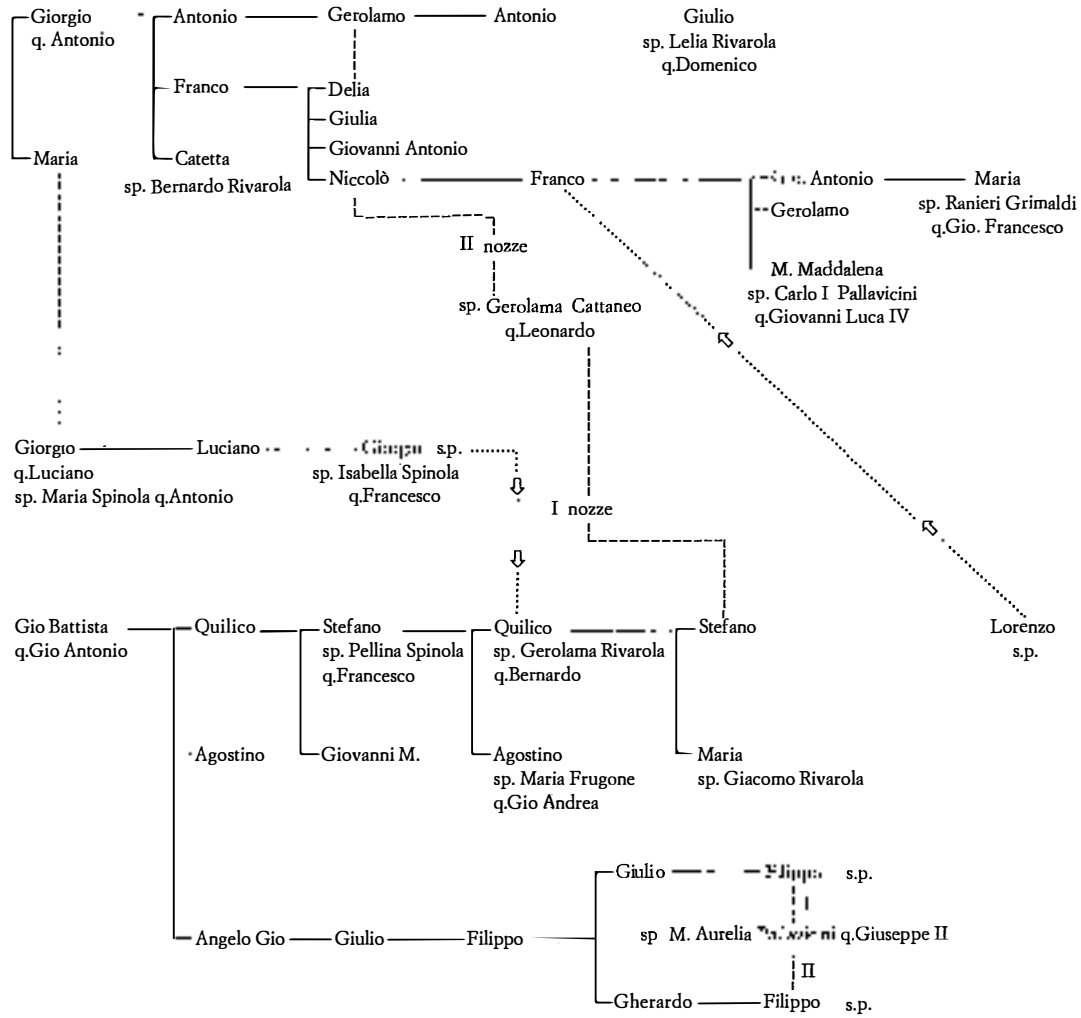 Giorgio Antonio Gerolamo Antonio Giulio
q. Antonio sp. Lelia Rivarola
q.Domenico
Franco Delia
Giulia
Giovanni Antonio
Maria Catetta
sp. Bernardo Rivarola Niccolò Franco Antonio Maria
sp. Ranieri Grimaldi
Gerolamo q.Gio. Francesco
II nozze
M. Maddalena
sp. Carlo I Pallavicini
sp. Gerolama Cattaneo q.Giovanni Luca IV
q.Leonardo
Giorgio Luciano s.p.
q.Luciano sp. Isabella Spinola
sp. Maria Spinola q.Antonio q.Francesco
I nozze
Gio Battista Quilico Stefano Quilico Stefano Lorenzo
q.Gio Antonio sp. Pellina Spinola sp. Gerolama Rivarola s.p.
q.Francesco q.Bernardo
Agostino Giovanni M. Agostino Maria
sp. Maria Frugone sp. Giacomo Rivarola
q.Gio Andrea
Giulio s.p.
I
Angelo Gio Giulio Filippo sp M. Aurelia q.Giuseppe II
II
Gherardo Filippo s.p.